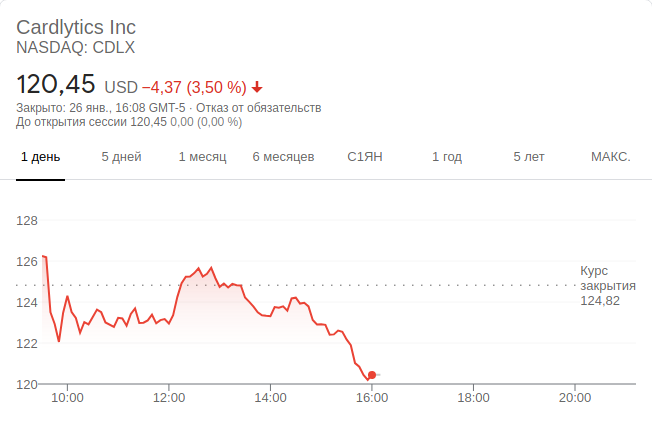 Cardlytics Inc
NASDAQ: CDLX
120,45 USD −4,37 (3,50 %)
Закрыто: 26 янв., 16:08 GMT-5 · Отказ от обязательств
До открытия сессии 120,45 0,00 (0,00 %)
1 день 5 дней 1 месяц 6 месяцев С1ЯН 1 год 5 лет МАКС.
128
126
Курс
закрытия
124,82
124
122
120
10:00 12:00 14:00 16:00 18:00 20:00